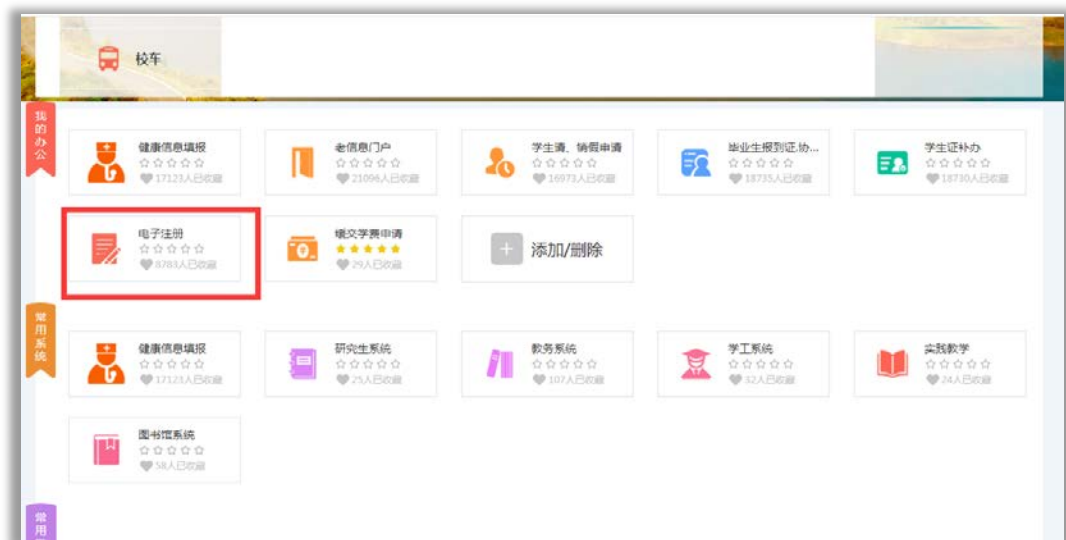 校车
我的办公
健康信息填报
17123人已收藏
老信息门户
21096人已收藏
学生请、销假申请
16973人已收藏
毕业生报到证、协...
18735人已收藏
学生证补办
18730人已收藏
电子注册
8783人已收藏
缓交学费申请
29人已收藏
添加/删除
常用系统
健康信息填报
17123人已收藏
研究生系统
25人已收藏
教务系统
107人已收藏
学工系统
32人已收藏
实践教学
24人已收藏
图书馆系统
58人已收藏
常用